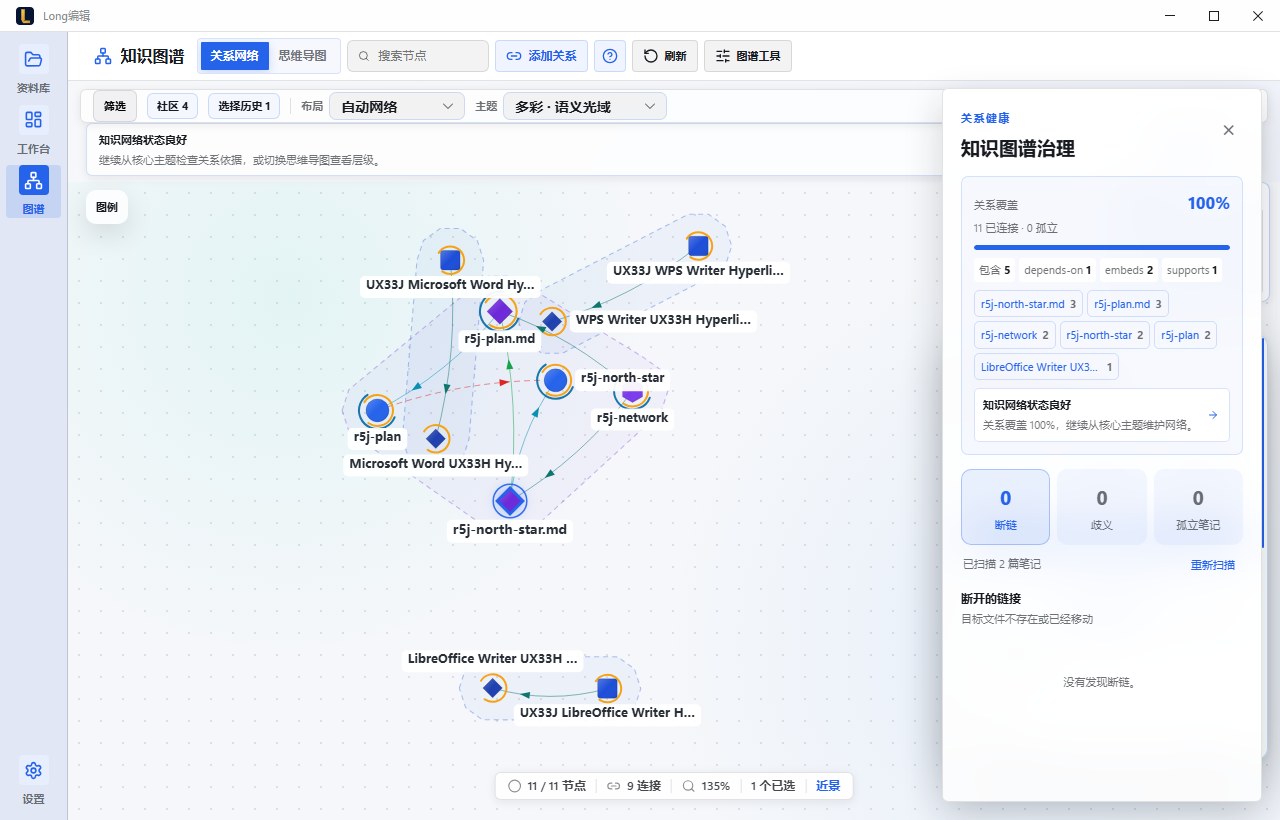 Long编辑
资料库
工作台
图谱
设置
知识图谱
关系网络
思维导图
搜索节点
添加关系
刷新
图谱工具
筛选
社区 4
选择历史 1
布局
自动网络
主题
多彩 · 语义光域
知识网络状态良好
继续从核心主题检查关系依据，或切换思维导图查看层级。
图例
UX33J Microsoft Word Hy...
UX33J WPS Writer Hyperli...
r5j-plan.md
WPS Writer UX33H Hyperli...
r5j-north-star
r5j-network
r5j-plan
Microsoft Word UX33H Hy...
r5j-north-star.md
LibreOffice Writer UX33H ...
UX33J LibreOffice Writer H...
11 / 11 节点
9 连接
135%
1 个已选
近景
关系健康
知识图谱治理
关系覆盖
100%
11 已连接 · 0 孤立
包含 5
depends-on 1
embeds 2
supports 1
r5j-north-star.md 3
r5j-plan.md 3
r5j-network 2
r5j-north-star 2
r5j-plan 2
LibreOffice Writer UX3... 1
知识网络状态良好
关系覆盖 100%，继续从核心主题维护网络。
0
断链
0
歧义
0
孤立笔记
已扫描 2 篇笔记
重新扫描
断开的链接
目标文件不存在或已经移动
没有发现断链。